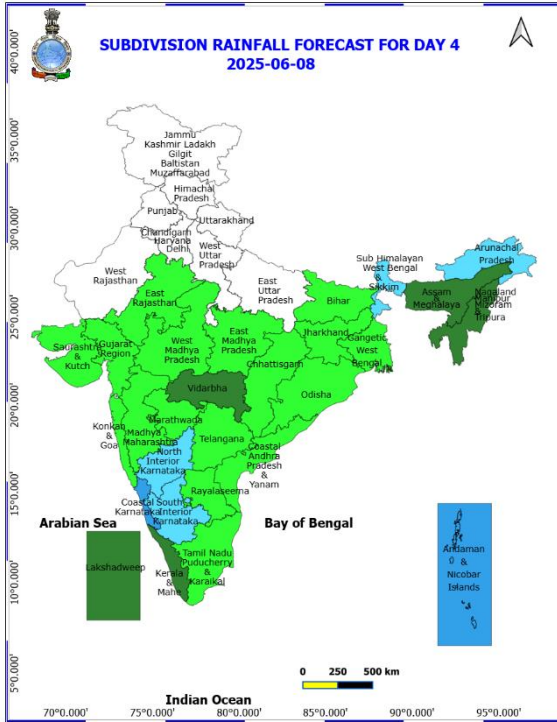 SUBDIVISION RAINFALL FORECAST FOR DAY 4
2025-06-08
40°0.000'
35°0.000'
30°0.000'
25°0.000'
20°0.000'
15°0.000'
10°0.000'
5°0.000'
Jammu
Kashmir Ladakh
Gilgit
Baltistan
Muzaffarabad
Himachal
Pradesh
Punjab
Uttarakhand
Chandigarh
Haryana
Delhi
West
Uttar
Pradesh
West
Rajasthan
East
Uttar
Pradesh
East
Rajasthan
Sub Himalayan
West Bengal
&
Sikkim
Arunachal
Pradesh
Assam
&
Meghalaya
Nagaland
Manipur
Mizoram
&
Tripura
Bihar
Jharkhand
Gangetic
West
Bengal
Saurashtra
&
Kutch
Gujarat
Region
West
Madhya
Pradesh
East
Madhya
Pradesh
Chhattisgarh
Odisha
Vidarbha
Konkan
&
Goa
Madhya
Maharashtra
Marathwada
Telangana
Coastal
Andhra
Pradesh
&
Yanam
North
Interior
Karnataka
Rayalaseema
Coastal
Karnataka
South
Interior
Karnataka
Arabian Sea
Bay of Bengal
Lakshadweep
Kerala
&
Mahe
Tamil Nadu
Puducherry
&
Karaikal
Andaman
&
Nicobar
Islands
0 250 500 km
Indian Ocean
70°0.000' 75°0.000' 80°0.000' 85°0.000' 90°0.000' 95°0.000'